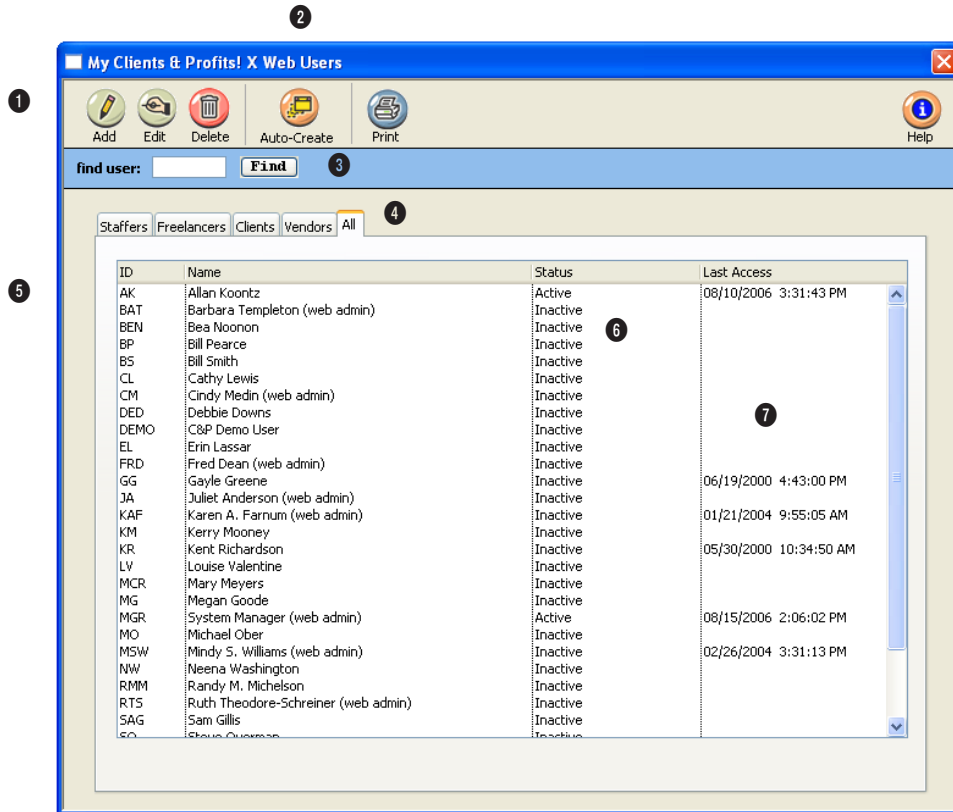 ❷
My Clients & Profits! X Web Users
❶
Add Edit Delete Auto-Create Print Help
find user: Find ❸
Staffers Freelancers Clients Vendors All ❹
ID Name Status Last Access
❺
AK Allan Koontz Active 08/10/2006 3:31:43 PM
BAT Barbara Templeton (web admin) Inactive
BEN Bea Noonon Inactive ❻
BP Bill Pearce Inactive
BS Bill Smith Inactive
CL Cathy Lewis Inactive
CM Cindy Medin (web admin) Inactive
DED Debbie Downs Inactive ❼
DEMO C&P Demo User Inactive
EL Erin Lassar Inactive
FRD Fred Dean (web admin) Inactive
GG Gayle Greene Inactive 06/19/2000 4:43:00 PM
JA Juliet Anderson (web admin) Inactive
KAF Karen A. Farnum (web admin) Inactive 01/21/2004 9:55:05 AM
KM Kerry Mooney Inactive
KR Kent Richardson Inactive 05/30/2000 10:34:50 AM
LV Louise Valentine Inactive
MCR Mary Meyers Inactive
MG Megan Goode Inactive
MGR System Manager (web admin) Active 08/15/2006 2:06:02 PM
MO Michael Ober Inactive
MSW Mindy S. Williams (web admin) Inactive 02/26/2004 3:31:13 PM
NW Neena Washington Inactive
RMM Randy M. Michelson Inactive
RTS Ruth Theodore-Schreiner (web admin) Inactive
SAG Sam Gillis Inactive
Inactive